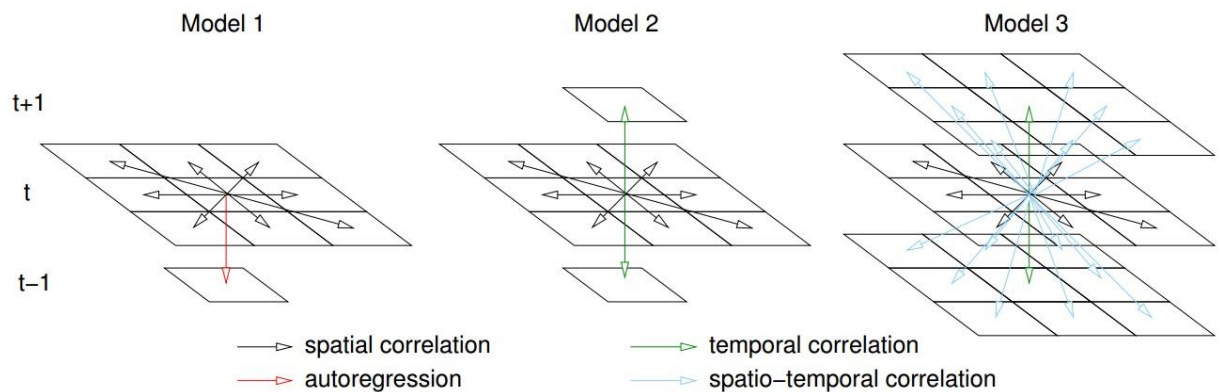 Model 1
Model 2
Model 3
t+1
t
t−1
spatial correlation
temporal correlation
autoregression
spatio−temporal correlation